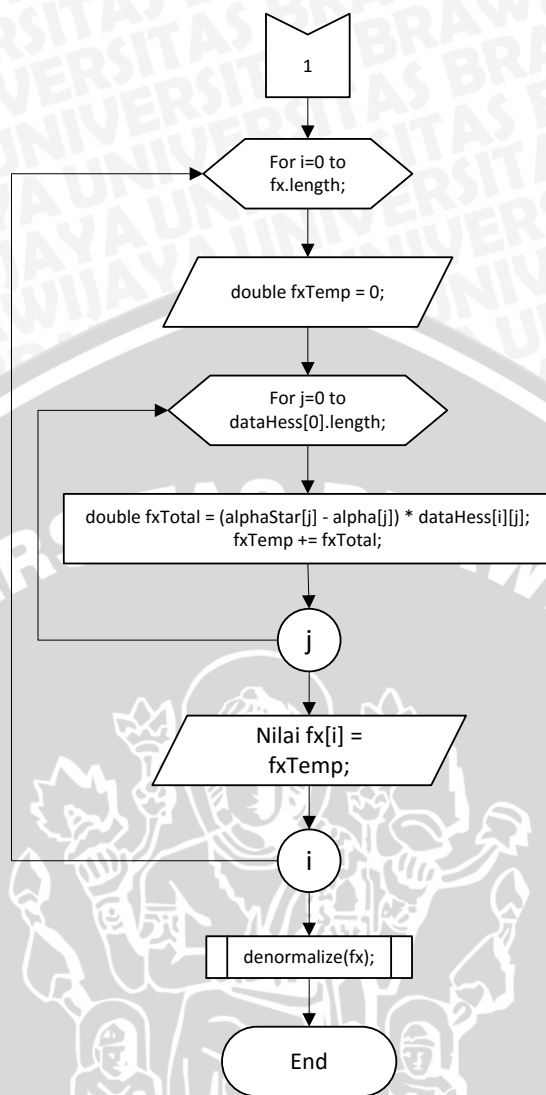 1
For i=0 to
fx.length;
double fxTemp = 0;
For j=0 to
dataHess[0].length;
double fxTotal = (alphaStar[j] - alpha[j]) * dataHess[i][j];
fxTemp += fxTotal;
j
Nilai fx[i] =
fxTemp;
i
denormalize(fx);
End